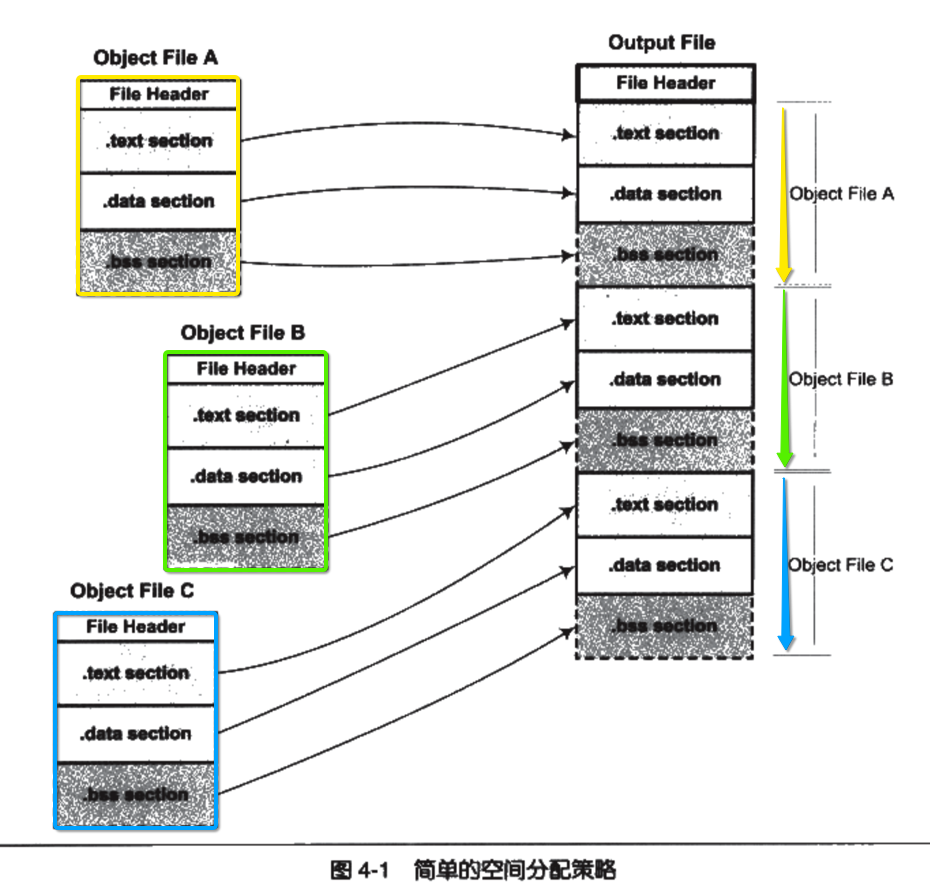 Object File A
File Header
.text section
.data section
.bss section
Object File B
File Header
.text section
.data section
.bss section
Object File C
File Header
.text section
.data section
.bss section
Output File
File Header
.text section
.data section
.bss section
.text section
.data section
.bss section
.text section
.data section
.bss section
Object File A
Object File B
Object File C
图 4-1 简单的空间分配策略